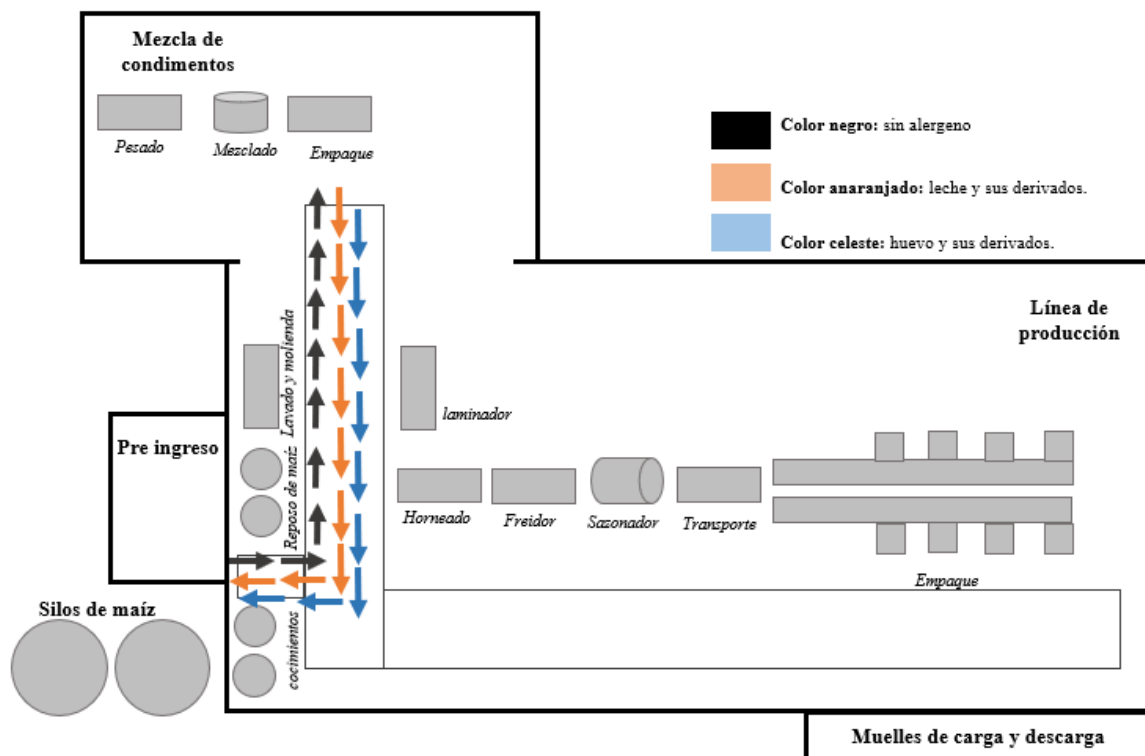 Mezcla de
condimentos
Pesado
Mezclado
Empaque
Color negro: sin alergeno
Color anaranjado: leche y sus derivados.
Color celeste: huevo y sus derivados.
Línea de
producción
Lavado y molienda
laminador
Pre ingreso
Reposo de maíz
Horneado
Freidor
Sazonador
Transporte
Empaque
Silos de maíz
cocimientos
Muelles de carga y descarga